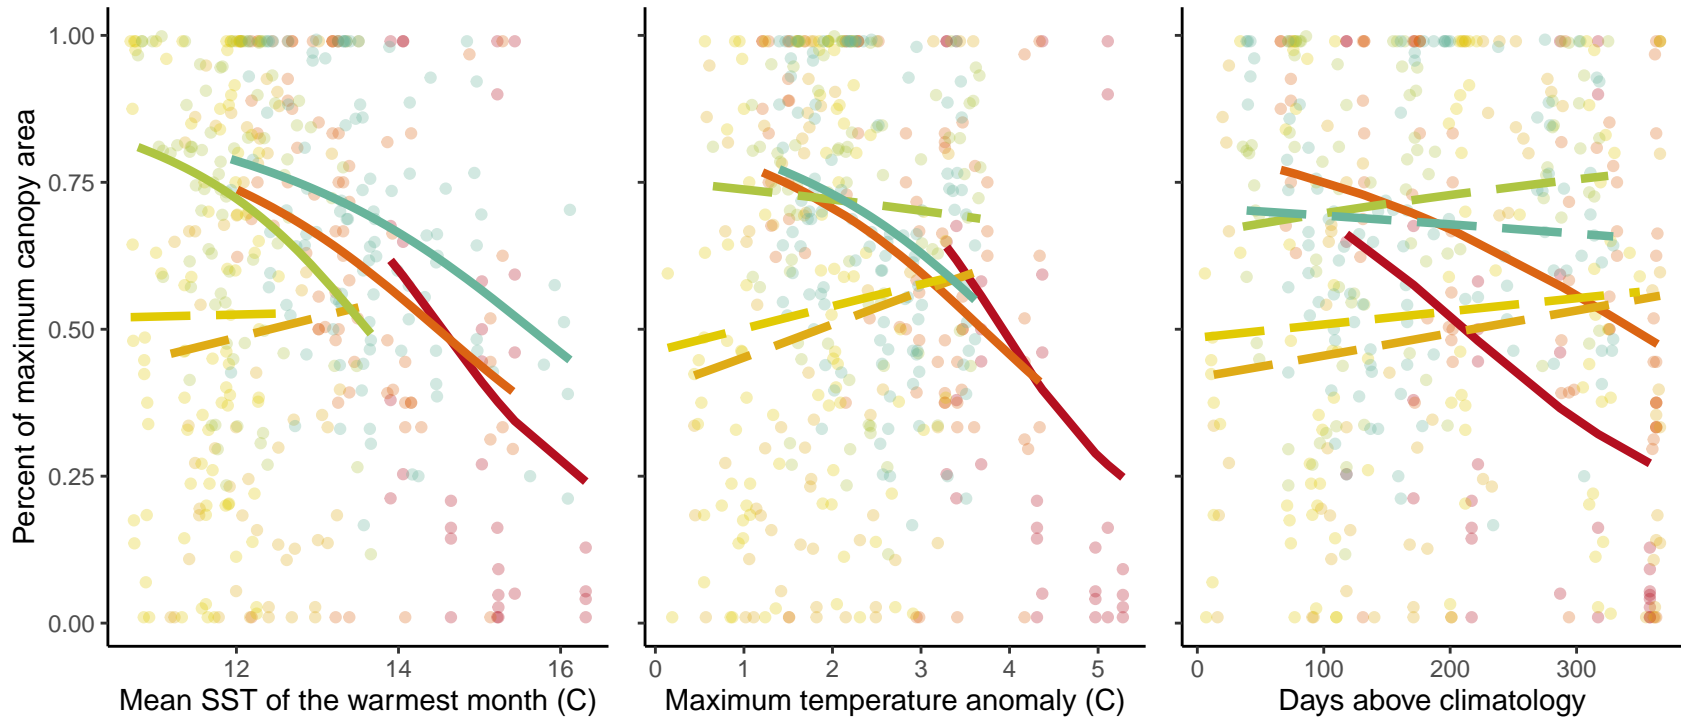 Percent of maximum canopy area
1.00
0.75
0.50
0.25
0.00
12 14 16
Mean SST of the warmest month (C)
0 1 2 3 4 5
Maximum temperature anomaly (C)
0 100 200 300
Days above climatology